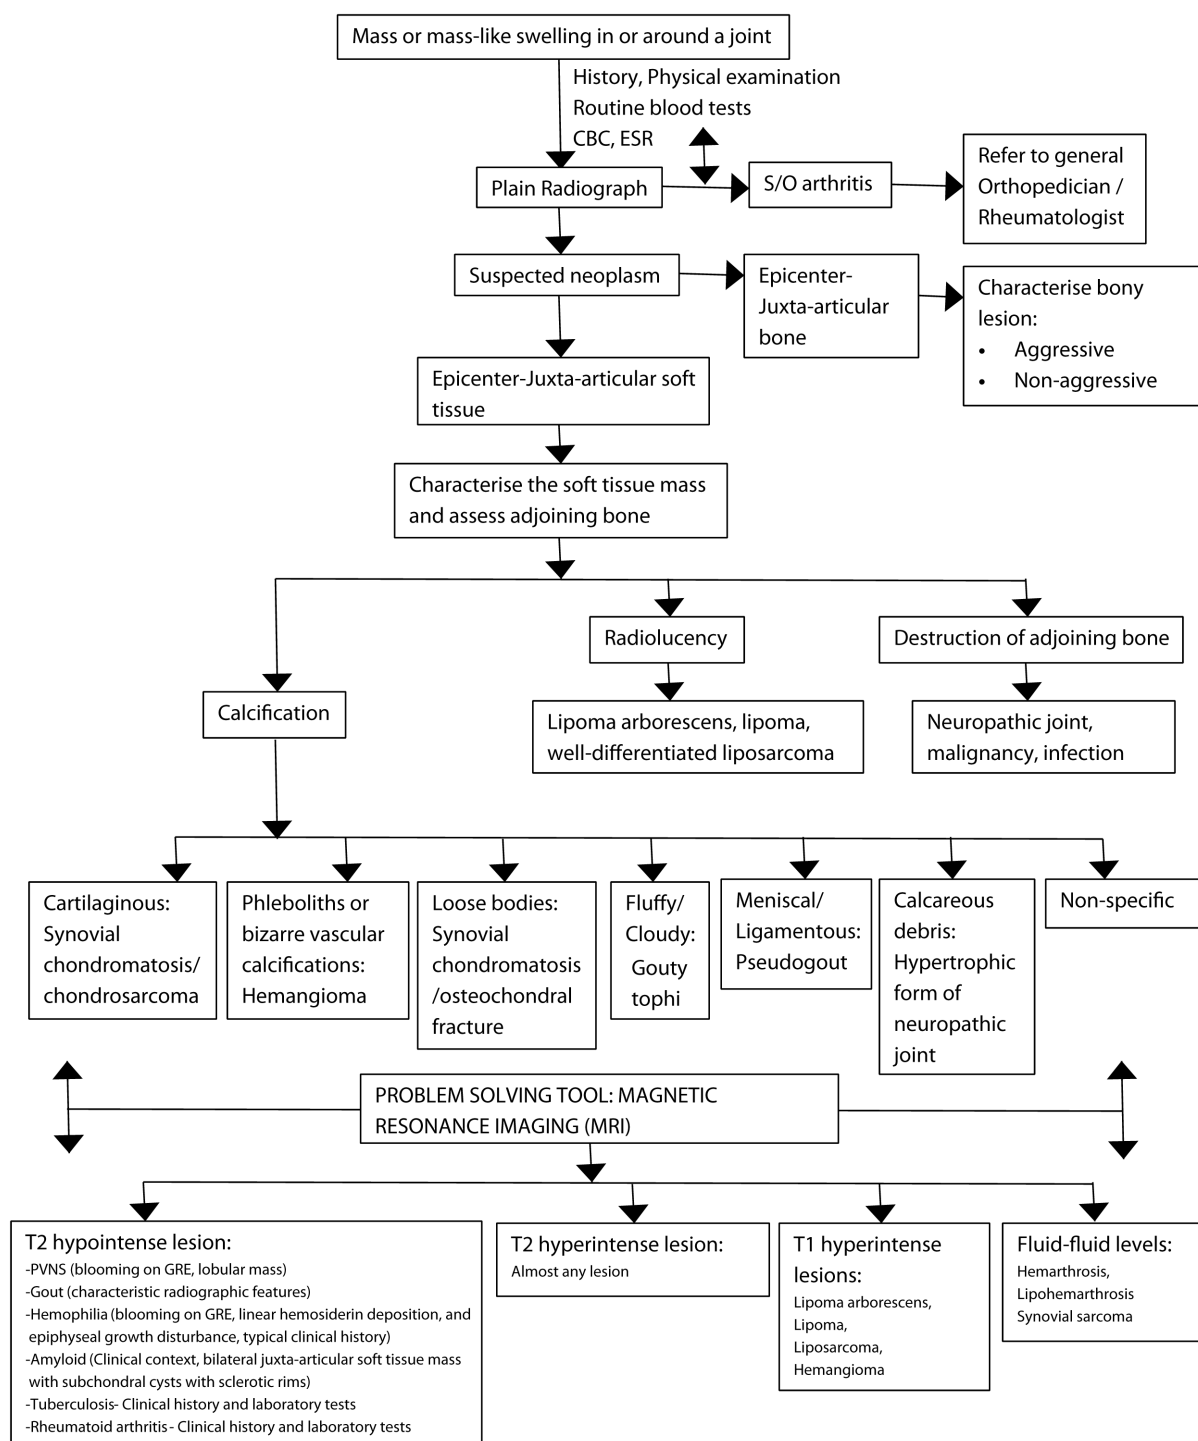 Mass or mass-like swelling in or around a joint
History, Physical examination
Routine blood tests
CBC, ESR
Plain Radiograph
S/O arthritis
Refer to general
Orthopedician /
Rheumatologist
Suspected neoplasm
Epicenter-
Juxta-articular
bone
Characterise bony
lesion:
• Aggressive
• Non-aggressive
Epicenter-Juxta-articular soft
tissue
Characterise the soft tissue mass
and assess adjoining bone
Calcification
Radiolucency
Destruction of adjoining bone
Lipoma arborescens, lipoma,
well-differentiated liposarcoma
Neuropathic joint,
malignancy, infection
Cartilaginous:
Synovial
chondromatosis/
chondrosarcoma
Phleboliths or
bizarre vascular
calcifications:
Hemangioma
Loose bodies:
Synovial
chondromatosis
/osteochondral
fracture
Fluffy/
Cloudy:
Gouty
tophi
Meniscal/
Ligamentous:
Pseudogout
Calcareous
debris:
Hypertrophic
form of
neuropathic
joint
Non-specific
PROBLEM SOLVING TOOL: MAGNETIC
RESONANCE IMAGING (MRI)
T2 hypointense lesion:
-PVNS (blooming on GRE, lobular mass)
-Gout (characteristic radiographic features)
-Hemophilia (blooming on GRE, linear hemosiderin deposition, and
epiphyseal growth disturbance, typical clinical history)
-Amyloid (Clinical context, bilateral juxta-articular soft tissue mass
with subchondral cysts with sclerotic rims)
-Tuberculosis- Clinical history and laboratory tests
-Rheumatoid arthritis- Clinical history and laboratory tests
T2 hyperintense lesion:
Almost any lesion
T1 hyperintense
lesions:
Lipoma arborescens,
Lipoma,
Liposarcoma,
Hemangioma
Fluid-fluid levels:
Hemarthrosis,
Lipohemarthrosis
Synovial sarcoma